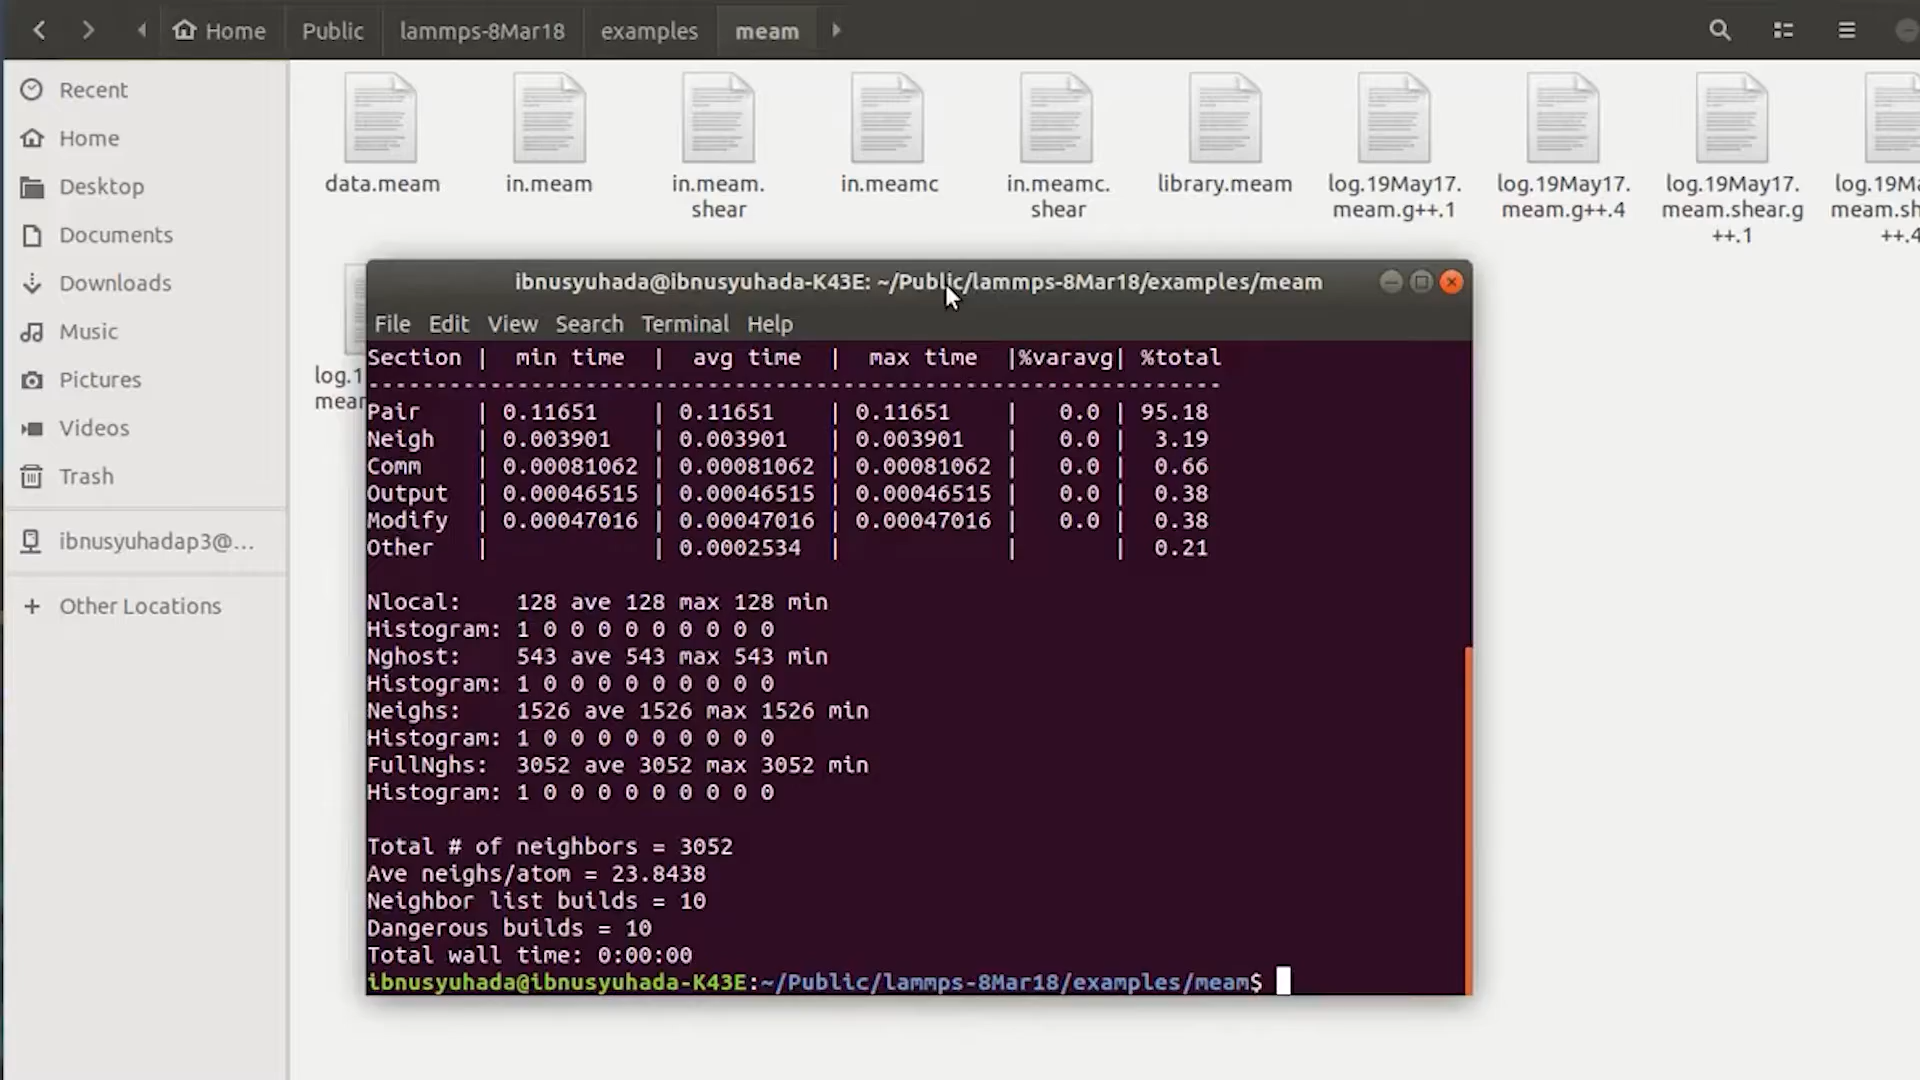 Home Public lammps-8Mar18 examples meam
Recent
Home
Desktop
Documents
Downloads
Music
Pictures
Videos
Trash
ibnusyuhadap3@...
+ Other Locations
data.meam
in.meam
in.meam.
shear
in.meamc
in.meamc.
shear
library.meam
log.19May17.
meam.g++.1
log.19May17.
meam.g++.4
log.19May17.
meam.shear.g
++.1
log.19Ma
meam.sh
++.4
log.1
mear
ibnusyuhada@ibnusyuhada-K43E: ~/Public/lammps-8Mar18/examples/meam
File Edit View Search Terminal Help
Section | min time | avg time | max time |%varavg| %total
---------------------------------------------------------------
Pair | 0.11651 | 0.11651 | 0.11651 | 0.0 | 95.18
Neigh | 0.003901 | 0.003901 | 0.003901 | 0.0 | 3.19
Comm | 0.00081062 | 0.00081062 | 0.00081062 | 0.0 | 0.66
Output | 0.00046515 | 0.00046515 | 0.00046515 | 0.0 | 0.38
Modify | 0.00047016 | 0.00047016 | 0.00047016 | 0.0 | 0.38
Other | | 0.0002534 | | | 0.21
Nlocal: 128 ave 128 max 128 min
Histogram: 1 0 0 0 0 0 0 0 0 0
Nghost: 543 ave 543 max 543 min
Histogram: 1 0 0 0 0 0 0 0 0 0
Neighs: 1526 ave 1526 max 1526 min
Histogram: 1 0 0 0 0 0 0 0 0 0
FullNghs: 3052 ave 3052 max 3052 min
Histogram: 1 0 0 0 0 0 0 0 0 0
Total # of neighbors = 3052
Ave neighs/atom = 23.8438
Neighbor list builds = 10
Dangerous builds = 10
Total wall time: 0:00:00
ibnusyuhada@ibnusyuhada-K43E:~/Public/lammps-8Mar18/examples/meam$